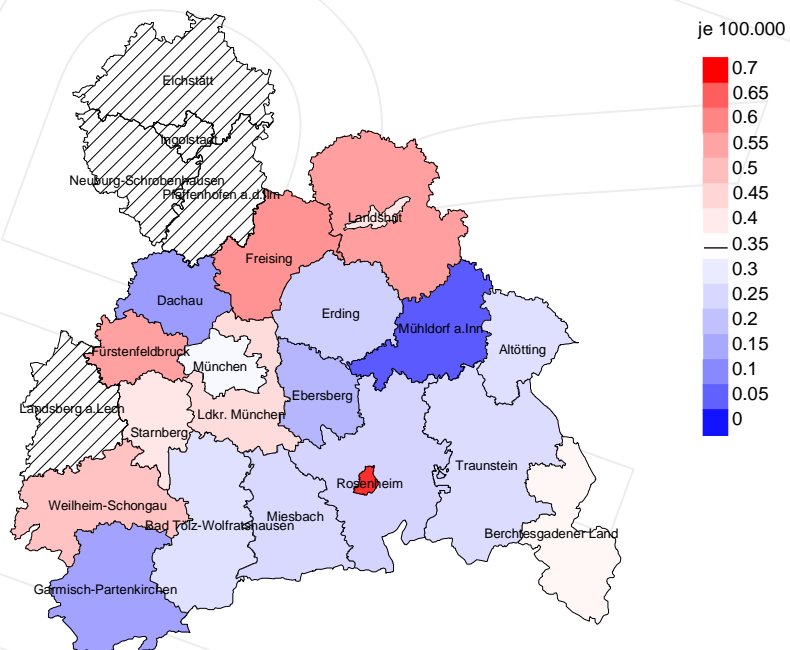 je 100.000
0.7
0.65
0.6
0.55
0.5
0.45
0.4
0.35
0.3
0.25
0.2
0.15
0.1
0.05
0
Eichstätt
Ingolstadt
Neuburg-Schrobenhausen
Pfaffenhofen a.d.Ilm
Landshut
Freising
Dachau
Erding
Mühldorf a.Inn
Altötting
Fürstenfeldbruck
München
Ebersberg
Landsberg a.Lech
Ldkr. München
Starnberg
Traunstein
Rosenheim
Weilheim-Schongau
Miesbach
Bad Tölz-Wolfratshausen
Berchtesgadener Land
Garmisch-Partenkirchen